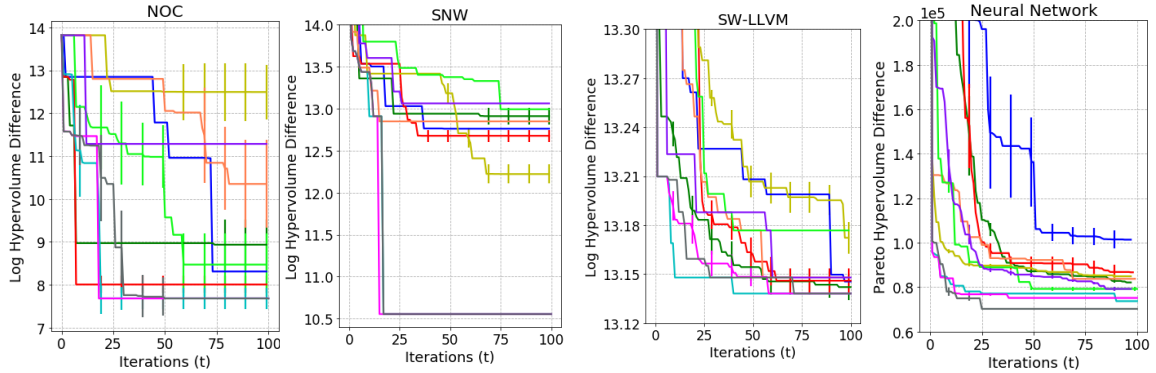 NOC
Log Hypervolume Difference
14
13
12
11
10
9
8
7
0 25 50 75 100
Iterations (t)
SNW
Log Hypervolume Difference
14.0
13.5
13.0
12.5
12.0
11.5
11.0
10.5
0 25 50 75 100
Iterations (t)
SW-LLVM
Log Hypervolume Difference
13.30
13.27
13.24
13.21
13.18
13.15
13.12
0 25 50 75 100
Iterations (t)
Neural Network
Pareto Hypervolume Difference
1e5
2.0
1.8
1.6
1.4
1.2
1.0
0.8
0.6
0 25 50 75 100
Iterations (t)